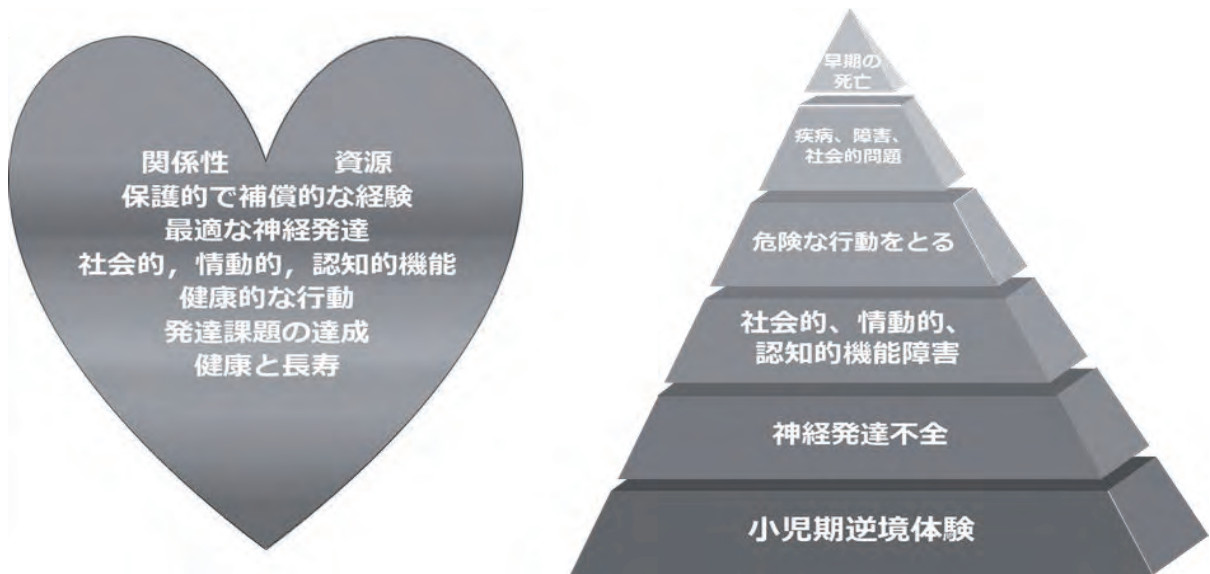 関係性　資源
保護的で補償的な経験
最適な神経発達
社会的，情動的，認知的機能
健康的な行動
発達課題の達成
健康と長寿
早期の
死亡
疾病、障害、
社会的問題
危険な行動をとる
社会的、情動的、
認知的機能障害
神経発達不全
小児期逆境体験